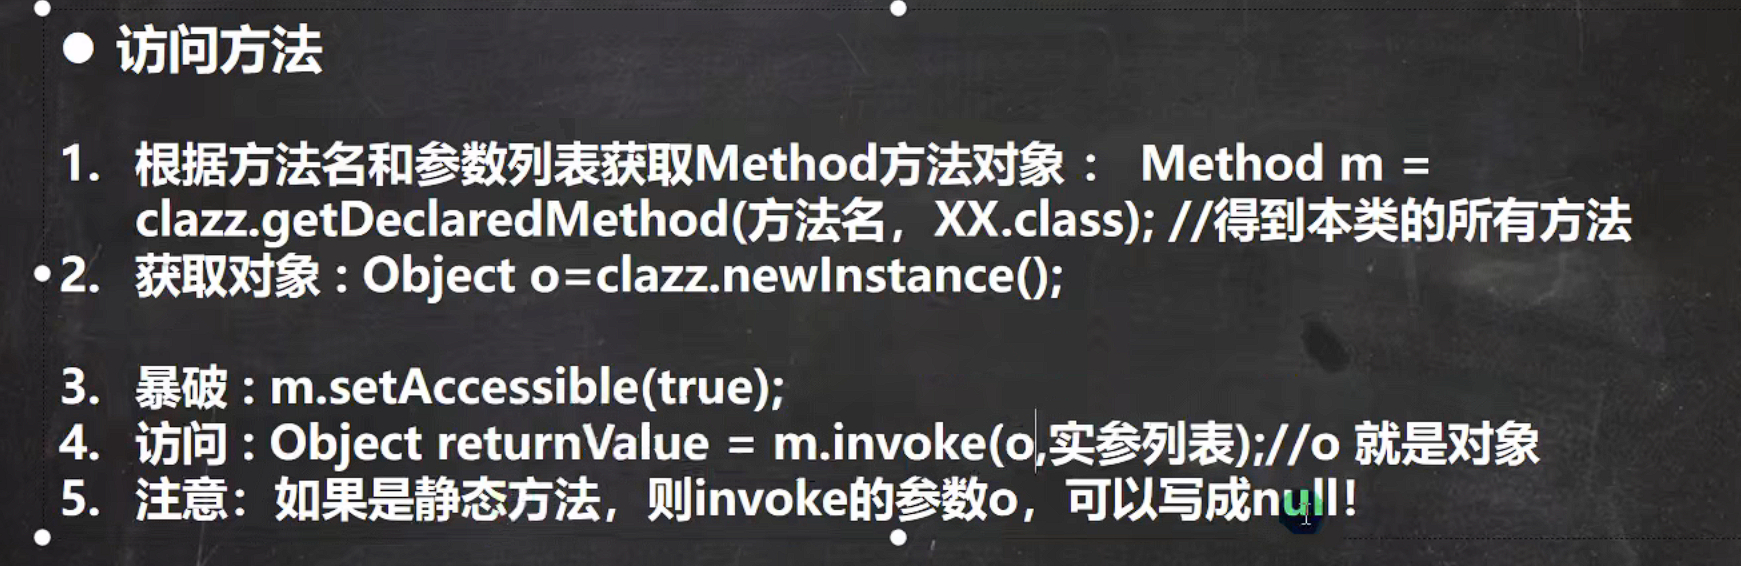 ● 访问方法
1. 根据方法名和参数列表获取Method方法对象： Method m =
clazz.getDeclaredMethod(方法名，XX.class); //得到本类的所有方法
2. 获取对象 : Object o=clazz.newInstance();
3. 暴破 : m.setAccessible(true);
4. 访问 : Object returnValue = m.invoke(o,实参列表);//o 就是对象
5. 注意：如果是静态方法，则invoke的参数o，可以写成null!